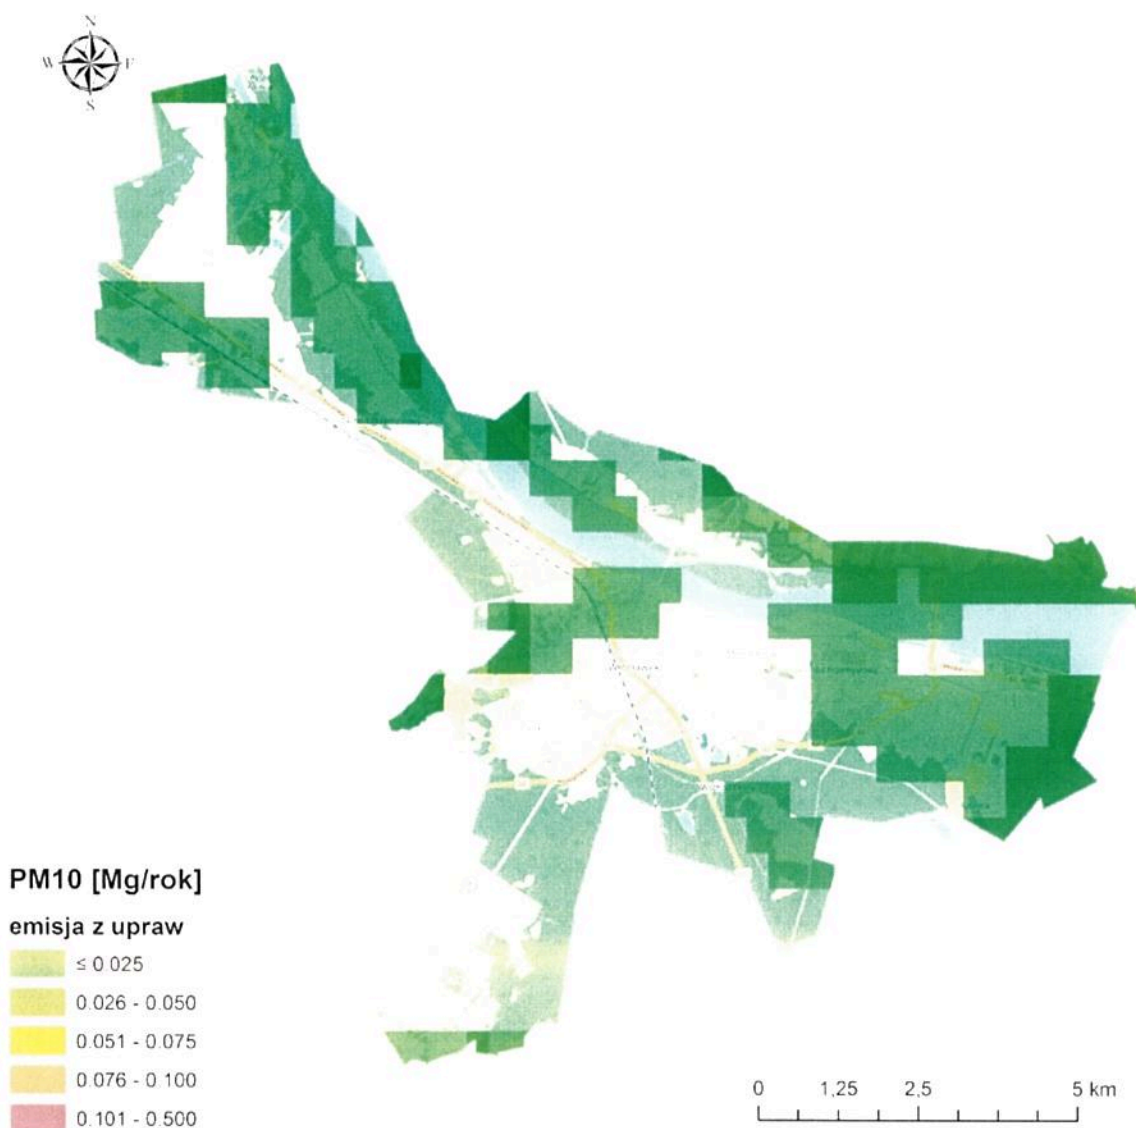 N
W
S
PM10 [Mg/rok]
emisja z upraw
≤ 0.025
0.026 - 0.050
0.051 - 0.075
0.076 - 0.100
0.101 - 0.500
0 1,25 2,5 5 km